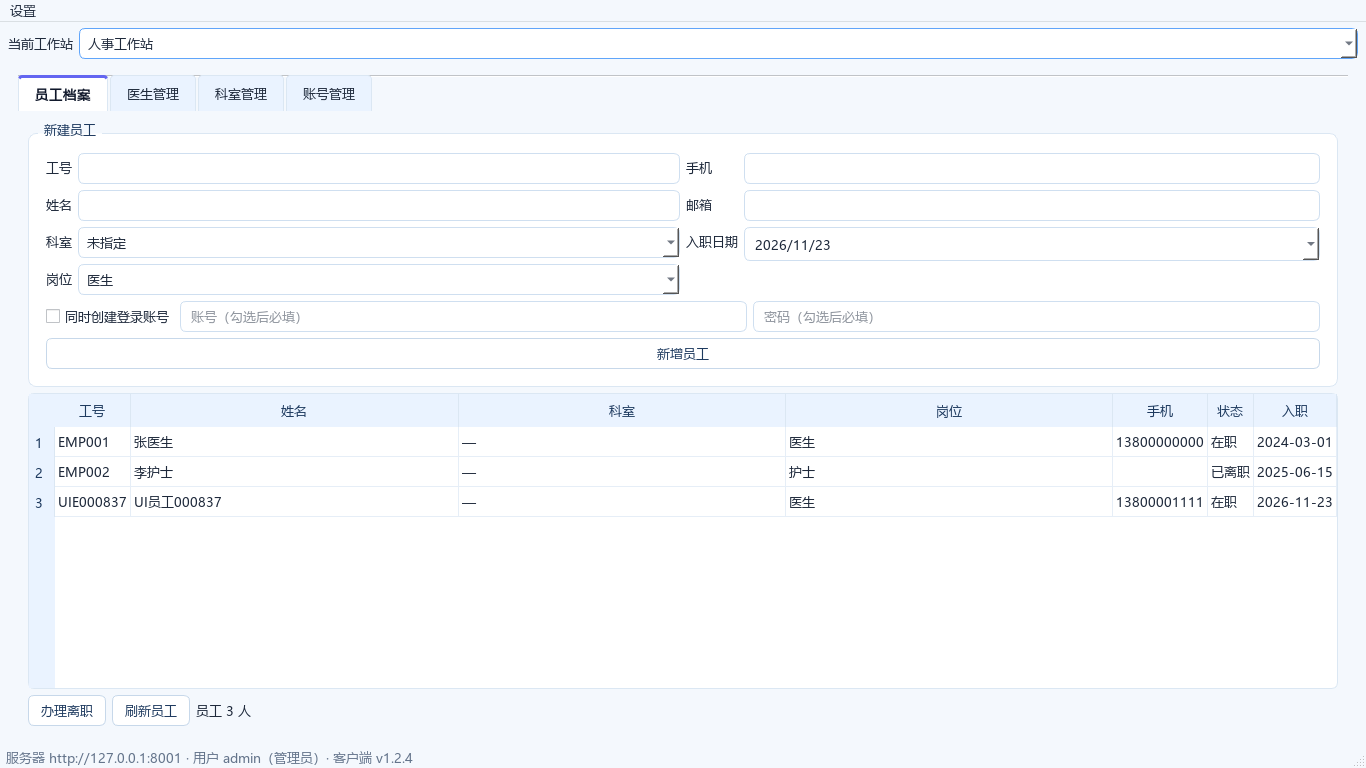 设置
当前工作站 人事工作站
员工档案 医生管理 科室管理 账号管理
新建员工
工号 手机
姓名 邮箱
科室 未指定 入职日期 2026/11/23
岗位 医生
同时创建登录账号 账号（勾选后必填） 密码（勾选后必填）
新增员工
工号 姓名 科室 岗位 手机 状态 入职
1 EMP001 张医生 — 医生 13800000000 在职 2024-03-01
2 EMP002 李护士 — 护士 已离职 2025-06-15
3 UIE000837 UI员工000837 — 医生 13800001111 在职 2026-11-23
办理离职 刷新员工 员工 3 人
服务器 http://127.0.0.1:8001 · 用户 admin（管理员）· 客户端 v1.2.4